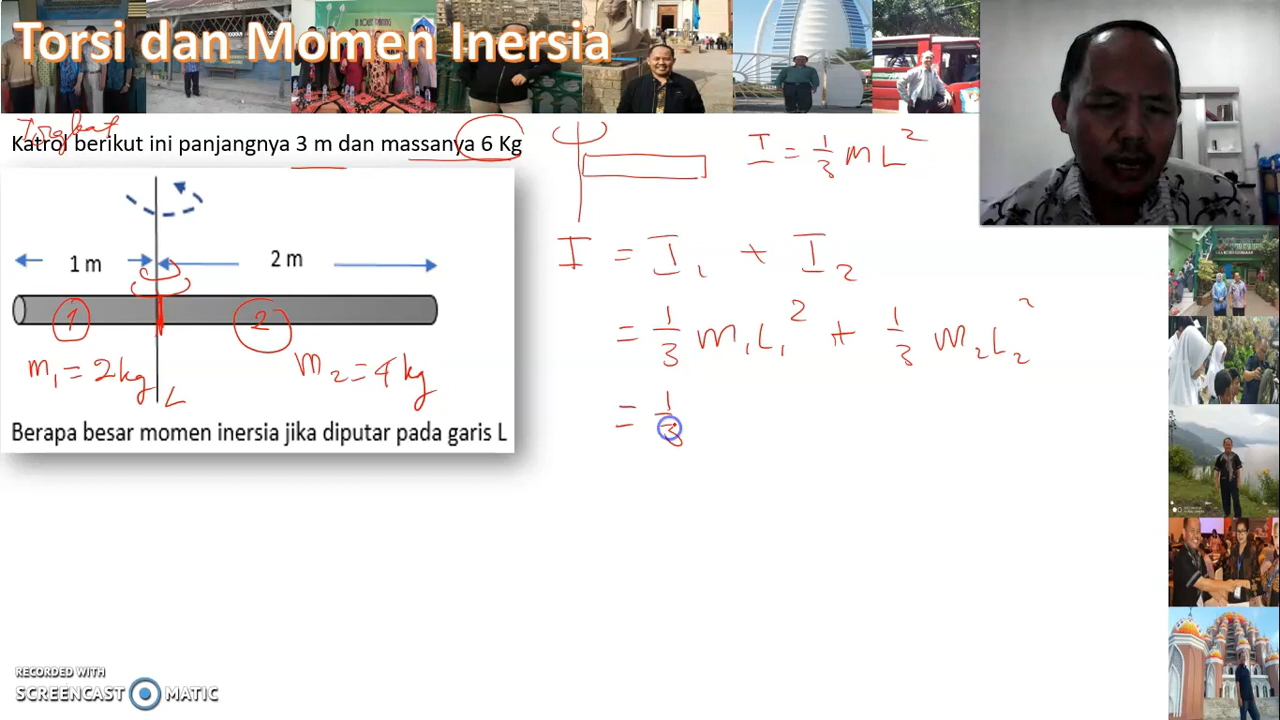 Torsi dan Momen Inersia
Tongkat
Katrol berikut ini panjangnya 3 m dan massanya 6 Kg
I = 1/3 m L²
1 m
2 m
1
2
m₁ = 2 kg
m₂ = 4 kg
L
Berapa besar momen inersia jika diputar pada garis L
I = I₁ + I₂
= 1/3 m₁L₁² + 1/3 m₂L₂²
= 1/3
RECORDED WITH
SCREENCAST MATIC